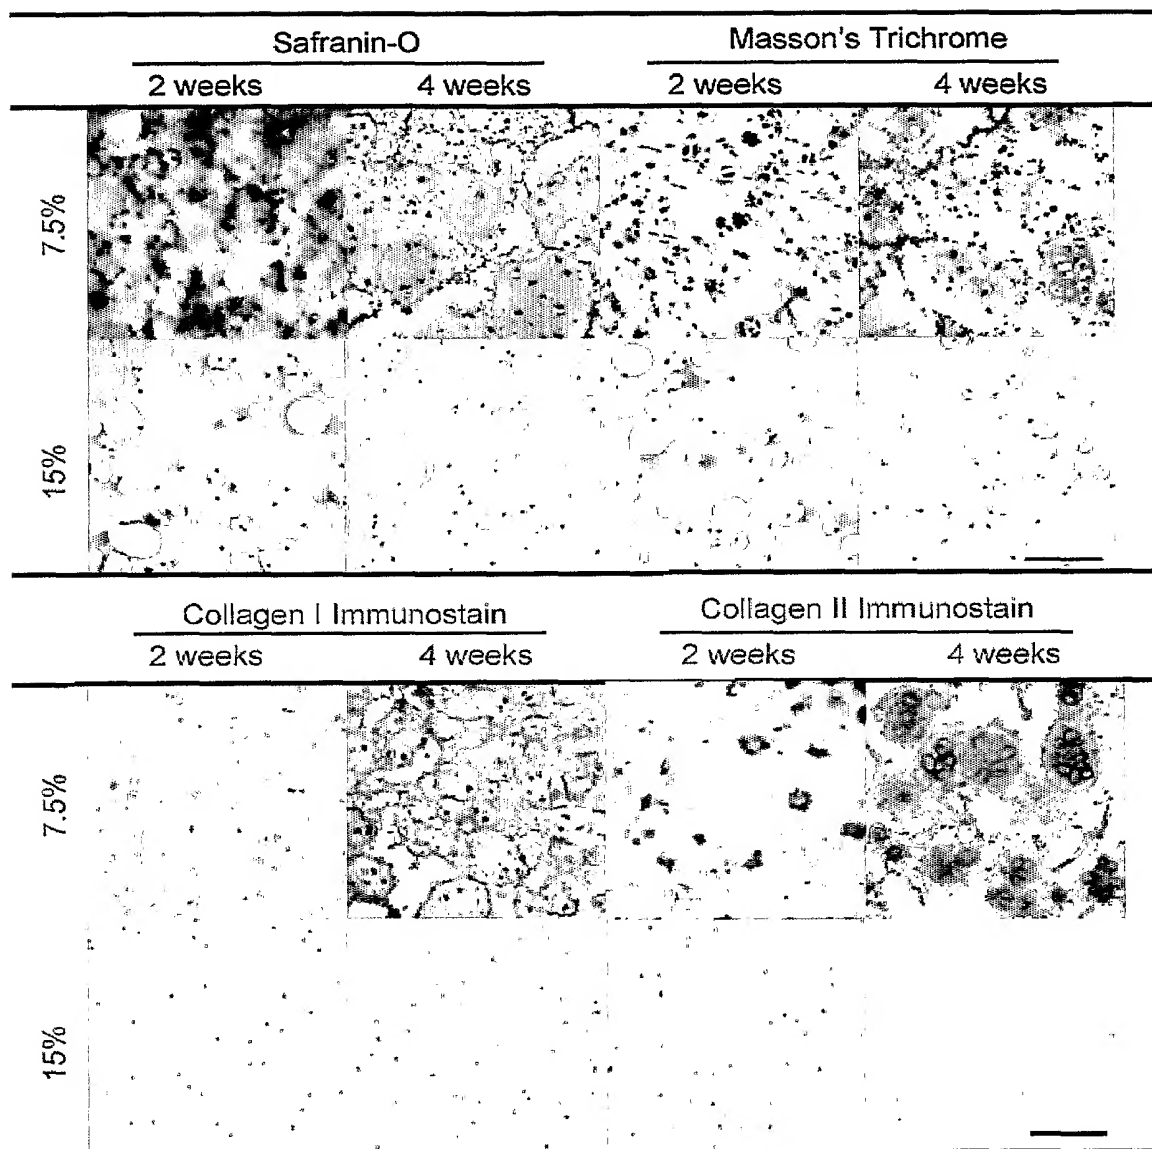 Safranin-O Masson's Trichrome
2 weeks 4 weeks 2 weeks 4 weeks
7.5%
15%
Collagen I Immunostain Collagen II Immunostain
2 weeks 4 weeks 2 weeks 4 weeks
7.5%
15%